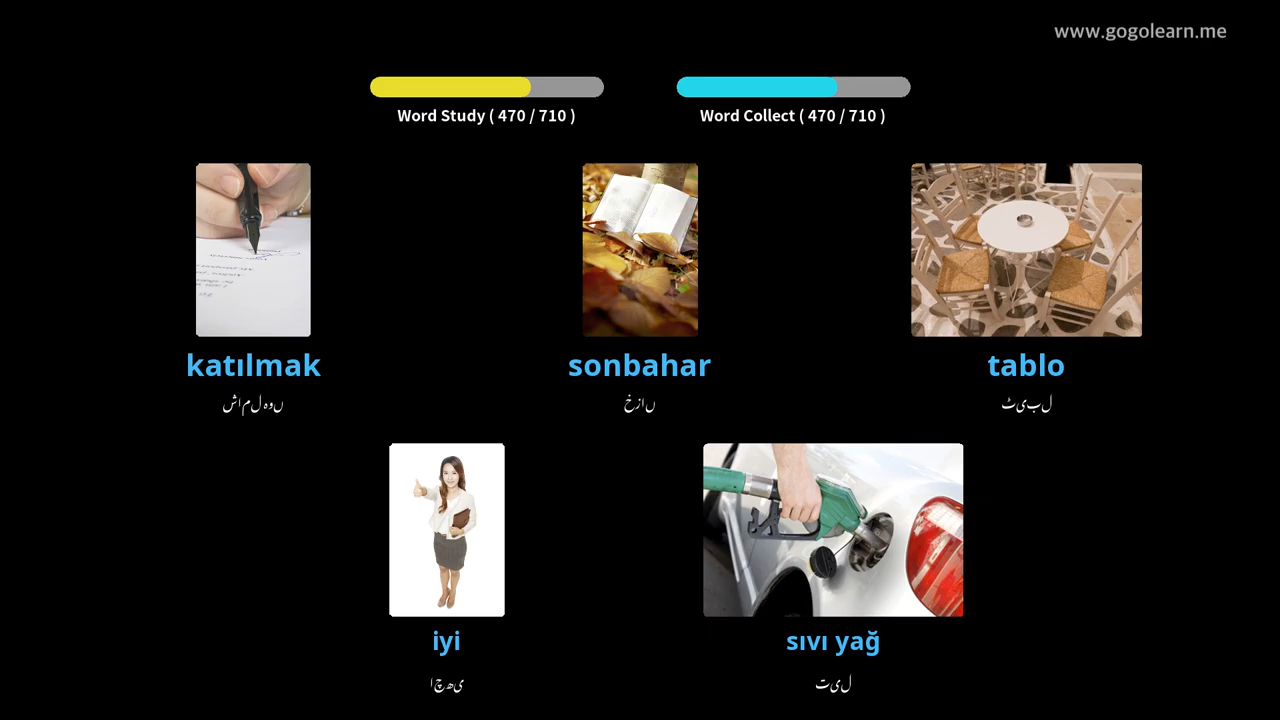 www.gogolearn.me
Word Study ( 470 / 710 )
Word Collect ( 470 / 710 )
katılmak
شامل ہوں
sonbahar
خزاں
tablo
ٹیبل
iyi
اچھی
sıvı yağ
تیل